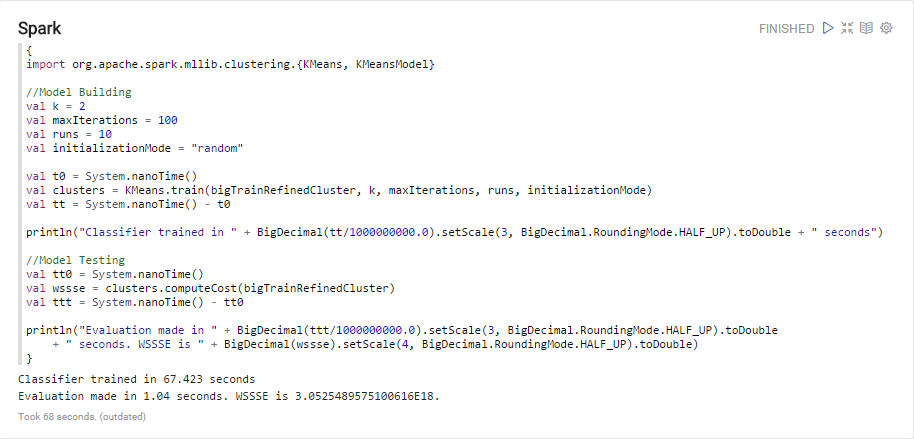 Spark
FINISHED
{
import org.apache.spark.mllib.clustering.{KMeans, KMeansModel}
//Model Building
val k = 2
val maxIterations = 100
val runs = 10
val initializationMode = "random"
val t0 = System.nanoTime()
val clusters = KMeans.train(bigTrainRefinedCluster, k, maxIterations, runs, initializationMode)
val tt = System.nanoTime() - t0
println("Classifier trained in " + BigDecimal(tt/1000000000.0).setScale(3, BigDecimal.RoundingMode.HALF_UP).toDouble + " seconds")
//Model Testing
val tt0 = System.nanoTime()
val wssse = clusters.computeCost(bigTrainRefinedCluster)
val ttt = System.nanoTime() - tt0
println("Evaluation made in " + BigDecimal(ttt/1000000000.0).setScale(3, BigDecimal.RoundingMode.HALF_UP).toDouble
+ " seconds. WSSSE is " + BigDecimal(wssse).setScale(4, BigDecimal.RoundingMode.HALF_UP).toDouble)
}
Classifier trained in 67.423 seconds
Evaluation made in 1.04 seconds. WSSSE is 3.0525489575100616E18.
Took 68 seconds. (outdated)